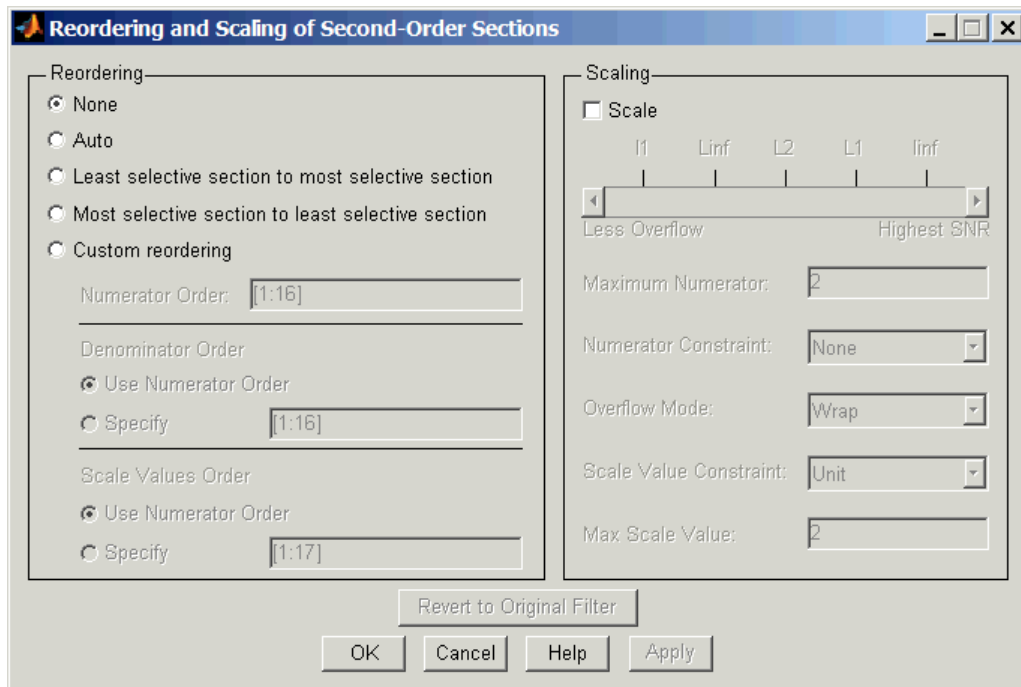 Reordering and Scaling of Second-Order Sections
Reordering
None
Auto
Least selective section to most selective section
Most selective section to least selective section
Custom reordering
Numerator Order: [1:16]
Denominator Order
Use Numerator Order
Specify [1:16]
Scale Values Order
Use Numerator Order
Specify [1:17]
Scaling
Scale
l1 Linf L2 L1 linf
Less Overflow Highest SNR
Maximum Numerator: 2
Numerator Constraint: None
Overflow Mode: Wrap
Scale Value Constraint: Unit
Max Scale Value: 2
Revert to Original Filter
OK Cancel Help Apply